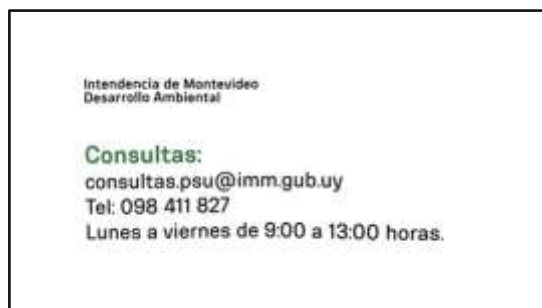 Intendencia de Montevideo
Desarrollo Ambiental
Consultas:
consultas.psu@imm.gub.uy
Tel: 098 411 827
Lunes a viernes de 9:00 a 13:00 horas.